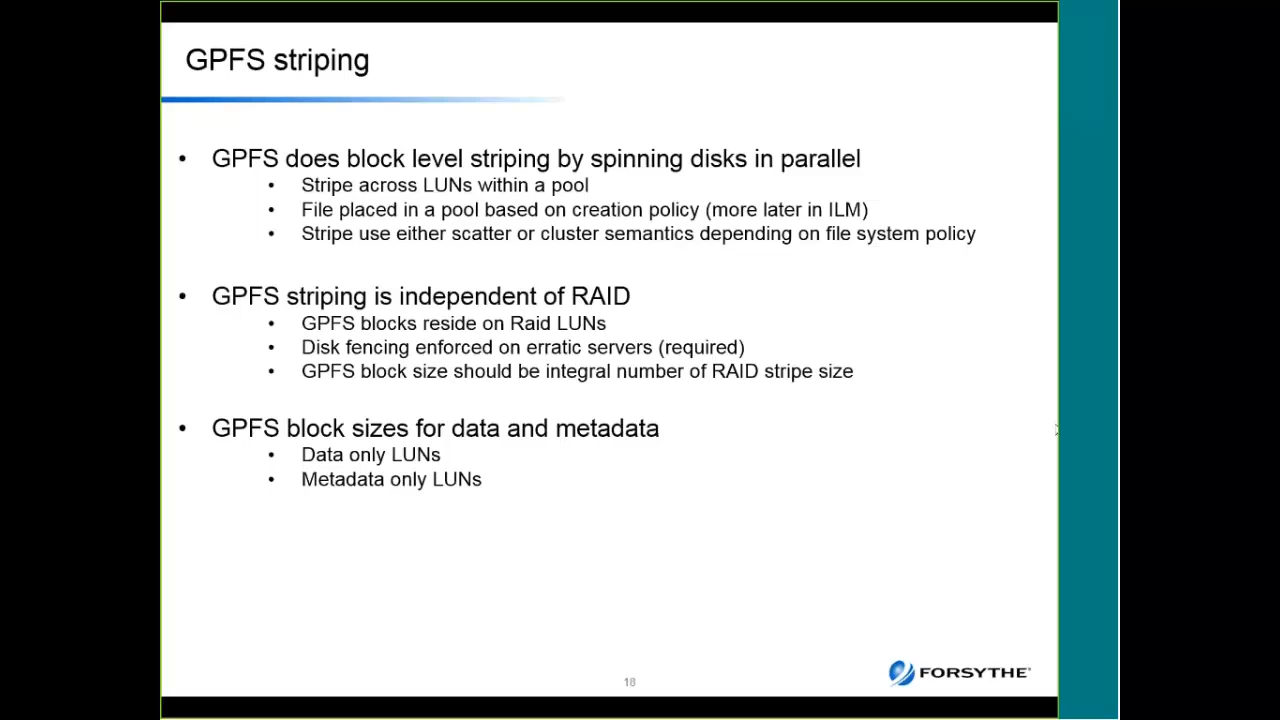 GPFS striping
• GPFS does block level striping by spinning disks in parallel
• Stripe across LUNs within a pool
• File placed in a pool based on creation policy (more later in ILM)
• Stripe use either scatter or cluster semantics depending on file system policy
• GPFS striping is independent of RAID
• GPFS blocks reside on Raid LUNs
• Disk fencing enforced on erratic servers (required)
• GPFS block size should be integral number of RAID stripe size
• GPFS block sizes for data and metadata
• Data only LUNs
• Metadata only LUNs
18
FORSYTHE